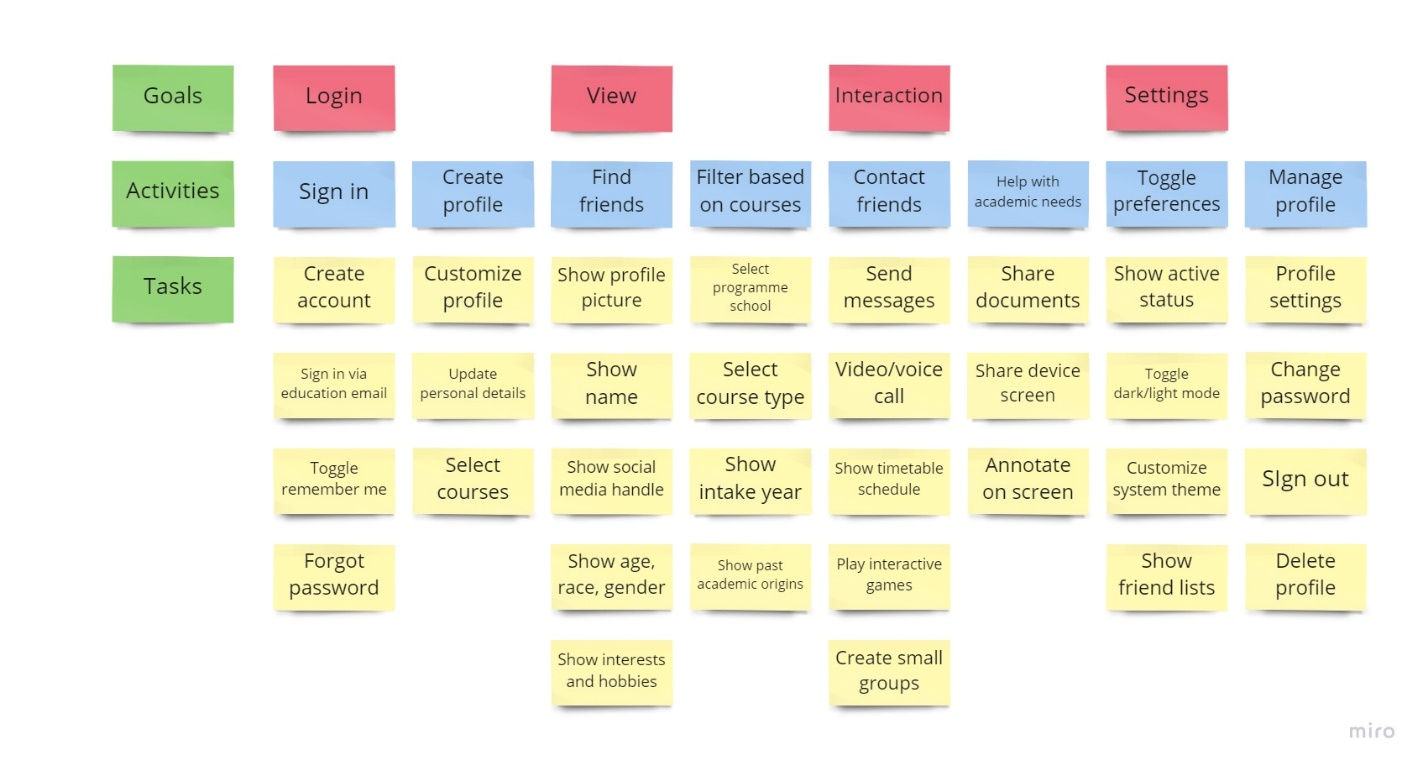 Goals
Login
View
Interaction
Settings
Activities
Sign in
Create
profile
Find
friends
Filter based
on courses
Contact
friends
Help with
academic needs
Toggle
preferences
Manage
profile
Tasks
Create
account
Customize
profile
Show profile
picture
Select
programme
school
Send
messages
Share
documents
Show active
status
Profile
settings
Sign in via
education email
Update
personal details
Show
name
Select
course type
Video/voice
call
Share device
screen
Toggle
dark/light mode
Change
password
Toggle
remember me
Select
courses
Show social
media handle
Show
intake year
Show timetable
schedule
Annotate
on screen
Customize
system theme
SIgn out
Forgot
password
Show age,
race, gender
Show past
academic origins
Play interactive
games
Show
friend lists
Delete
profile
Show interests
and hobbies
Create small
groups
miro